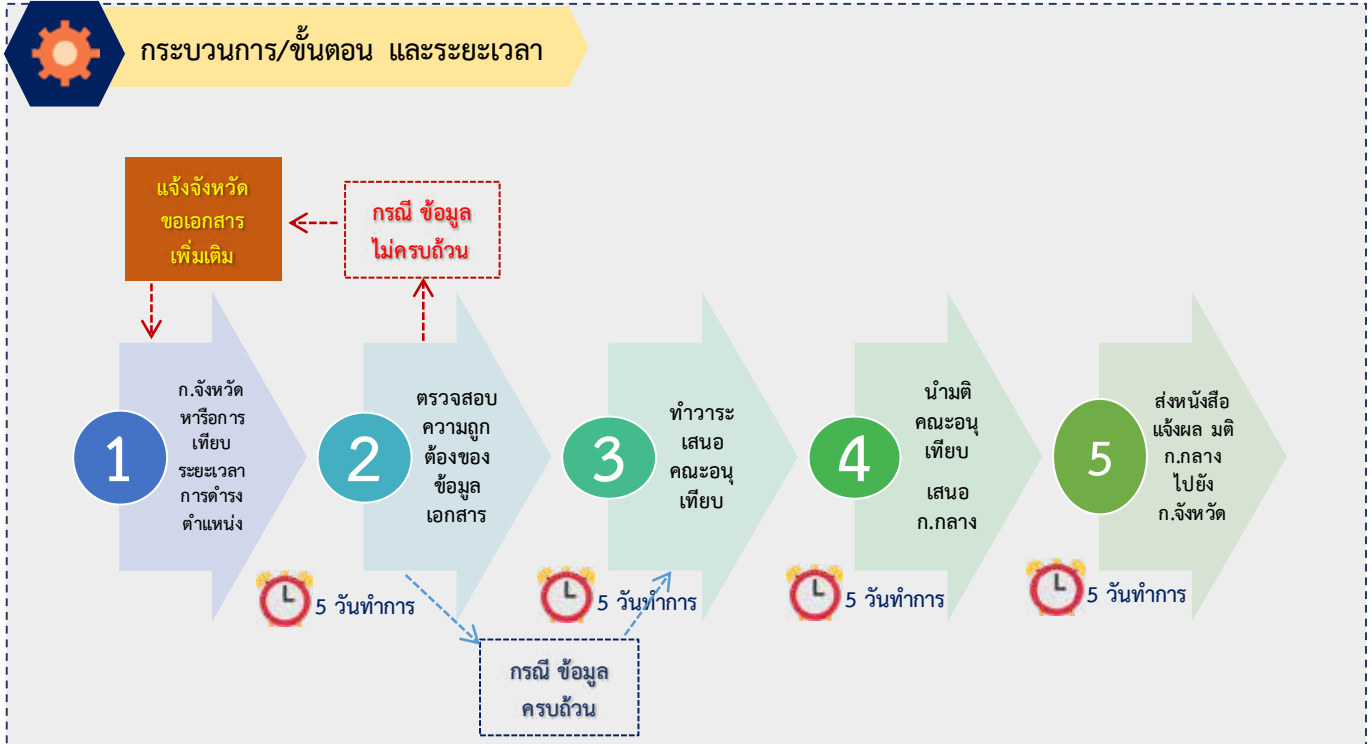 กระบวนการ/ขั้นตอน และระยะเวลา
แจ้งจังหวัด
ขอเอกสาร
เพิ่มเติม
กรณี ข้อมูล
ไม่ครบถ้วน
1
ก.จังหวัด
หารือการ
เทียบ
ระยะเวลา
การดำรง
ตำแหน่ง
2
ตรวจสอบ
ความถูก
ต้องของ
ข้อมูล
เอกสาร
3
ทำวาระ
เสนอ
คณะอนุ
เทียบ
4
นำมติ
คณะอนุ
เทียบ
เสนอ
ก.กลาง
5
ส่งหนังสือ
แจ้งผล มติ
ก.กลาง
ไปยัง
ก.จังหวัด
5 วันทำการ
5 วันทำการ
5 วันทำการ
5 วันทำการ
กรณี ข้อมูล
ครบถ้วน